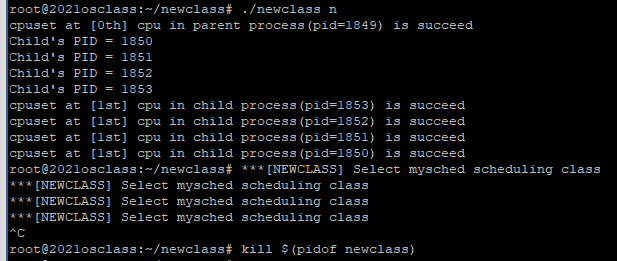 root@2021osclass:~/newclass# ./newclass n
cpuset at [0th] cpu in parent process(pid=1849) is succeed
Child's PID = 1850
Child's PID = 1851
Child's PID = 1852
Child's PID = 1853
cpuset at [1st] cpu in child process(pid=1853) is succeed
cpuset at [1st] cpu in child process(pid=1852) is succeed
cpuset at [1st] cpu in child process(pid=1851) is succeed
cpuset at [1st] cpu in child process(pid=1850) is succeed
root@2021osclass:~/newclass# ***[NEWCLASS] Select mysched scheduling class
***[NEWCLASS] Select mysched scheduling class
***[NEWCLASS] Select mysched scheduling class
***[NEWCLASS] Select mysched scheduling class
^C
root@2021osclass:~/newclass# kill $(pidof newclass)